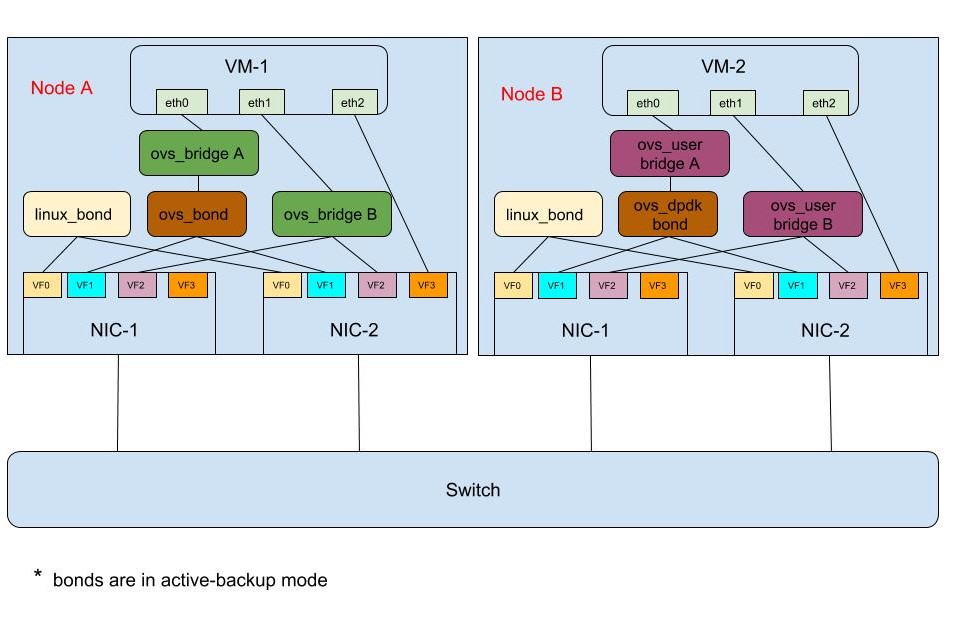 Node A
VM-1
eth0 eth1 eth2
ovs_bridge A
linux_bond ovs_bond ovs_bridge B
VF0 VF1 VF2 VF3 VF0 VF1 VF2 VF3
NIC-1 NIC-2
Node B
VM-2
eth0 eth1 eth2
ovs_user
bridge A
linux_bond
ovs_dpdk
bond
ovs_user
bridge B
VF0 VF1 VF2 VF3 VF0 VF1 VF2 VF3
NIC-1 NIC-2
Switch
* bonds are in active-backup mode